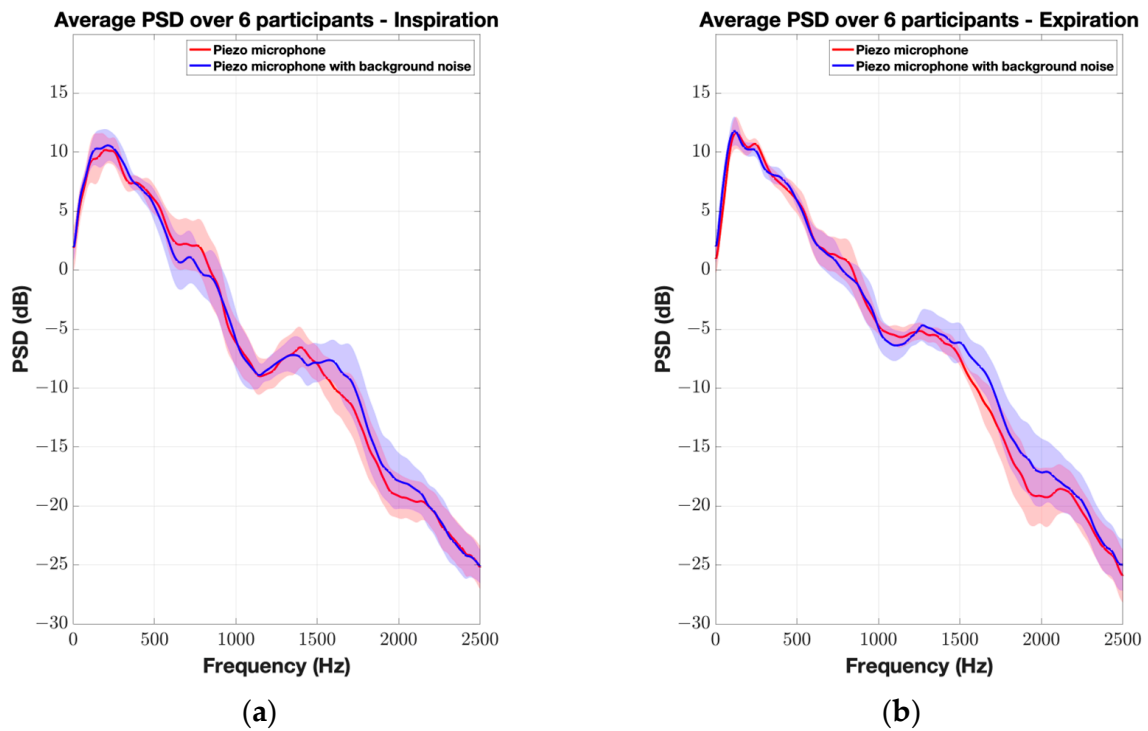 Average PSD over 6 participants - Inspiration
Piezo microphone
Piezo microphone with background noise
15
10
5
0
−5
−10
−15
−20
−25
−30
PSD (dB)
0 500 1000 1500 2000 2500
Frequency (Hz)
(a)
Average PSD over 6 participants - Expiration
Piezo microphone
Piezo microphone with background noise
15
10
5
0
−5
−10
−15
−20
−25
−30
PSD (dB)
0 500 1000 1500 2000 2500
Frequency (Hz)
(b)